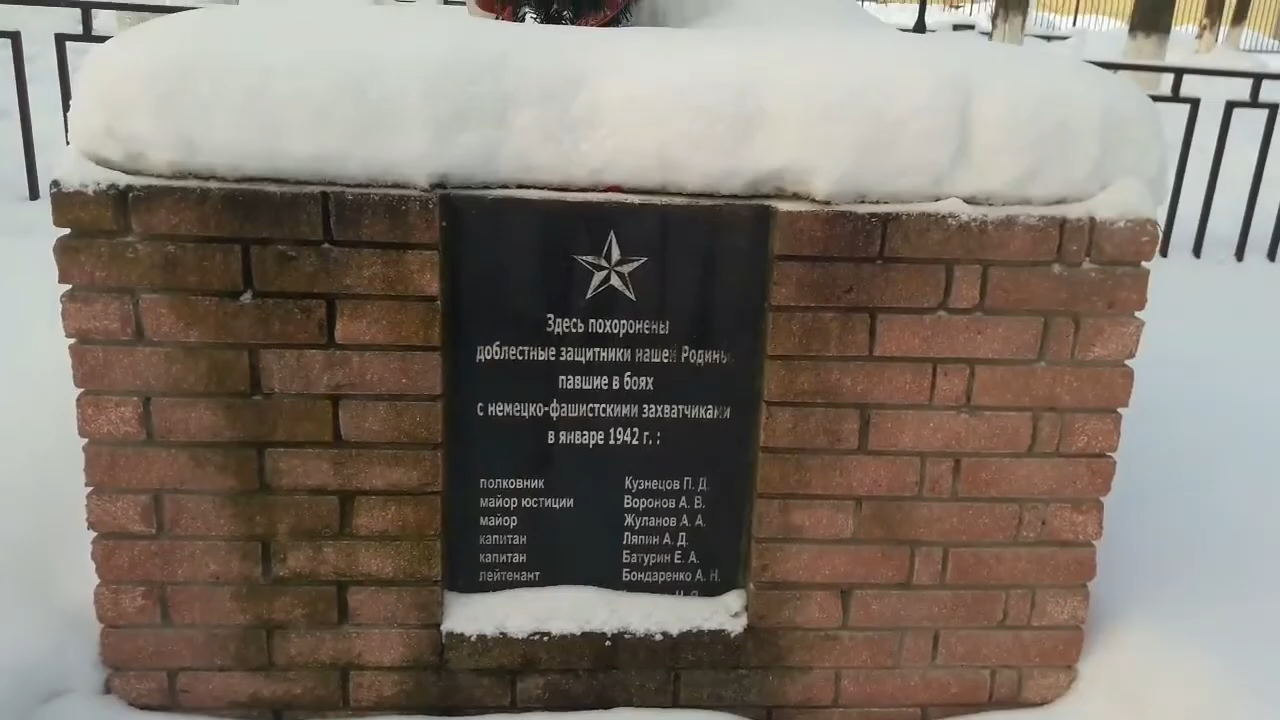 Здесь похоронены
доблестные защитники нашей Родины,
павшие в боях
с немецко-фашистскими захватчиками
в январе 1942 г. :
полковник Кузнецов П. Д.
майор юстиции Воронов А. В.
майор Жуланов А. А.
капитан Ляпин А. Д.
капитан Батурин Е. А.
лейтенант Бондаренко А. Н.